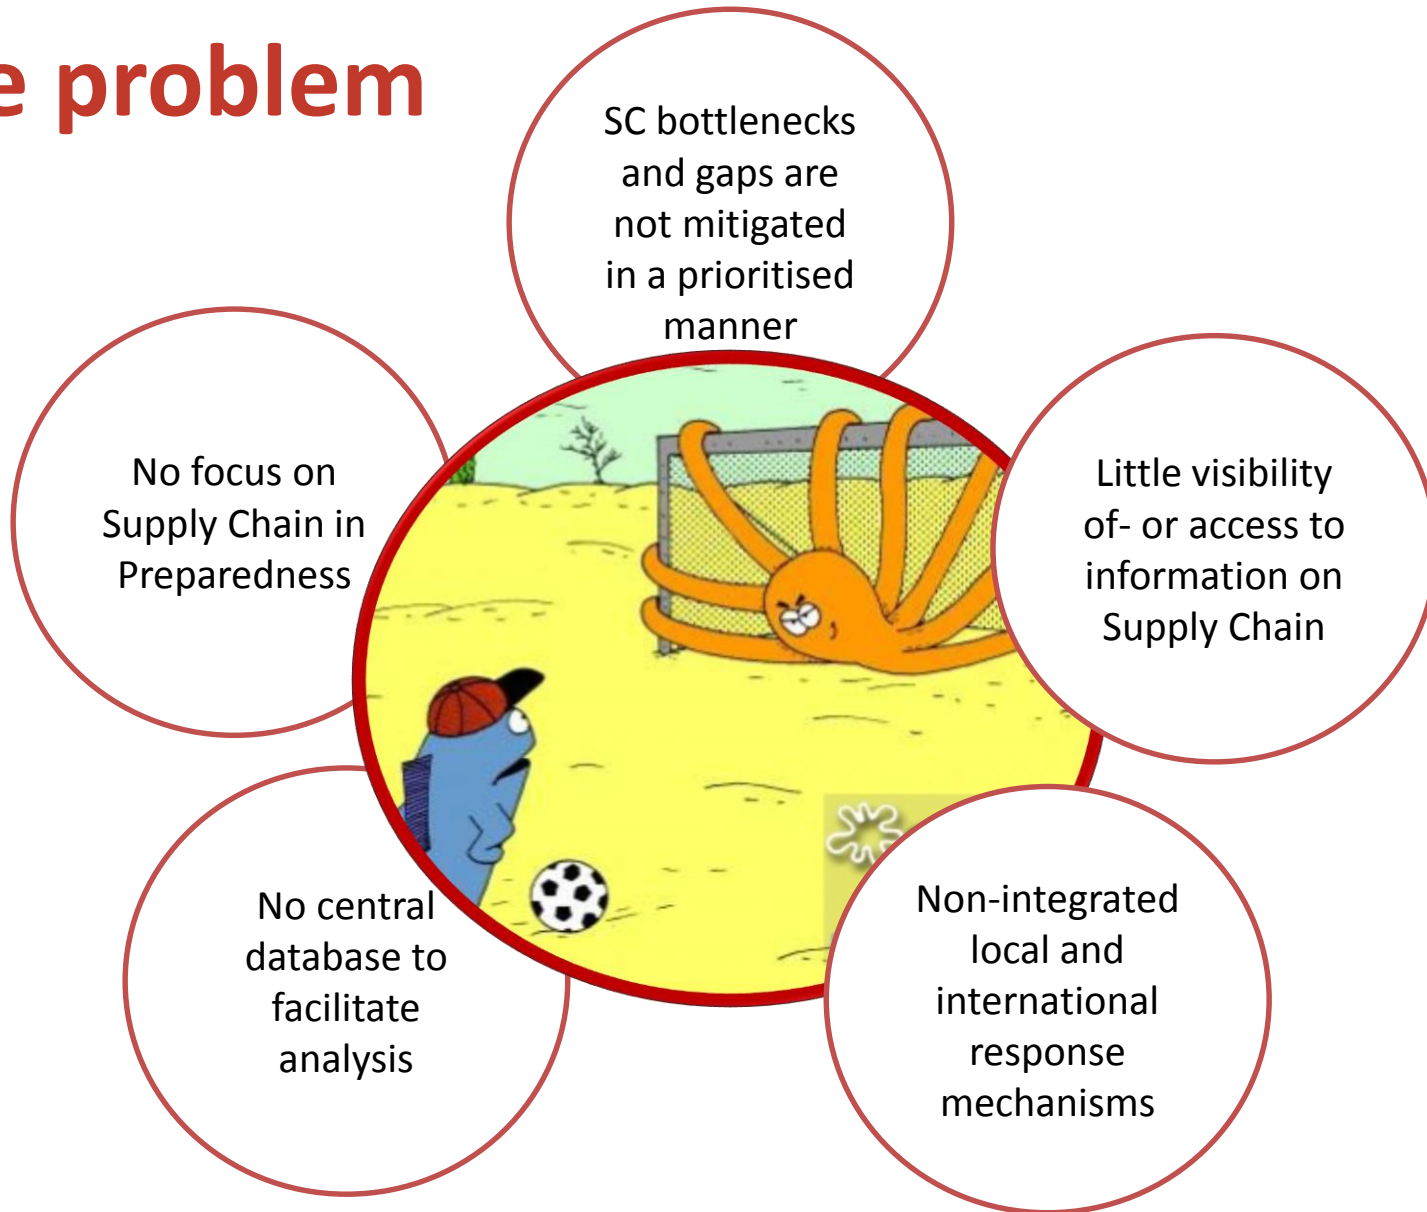 e problem
SC bottlenecks
and gaps are
not mitigated
in a prioritised
manner
No focus on
Supply Chain in
Preparedness
Little visibility
of- or access to
information on
Supply Chain
No central
database to
facilitate
analysis
Non-integrated
local and
international
response
mechanisms